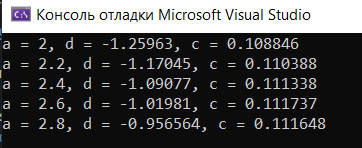 Консоль отладки Microsoft Visual Studio
a = 2, d = -1.25963, c = 0.108846
a = 2.2, d = -1.17045, c = 0.110388
a = 2.4, d = -1.09077, c = 0.111338
a = 2.6, d = -1.01981, c = 0.111737
a = 2.8, d = -0.956564, c = 0.111648